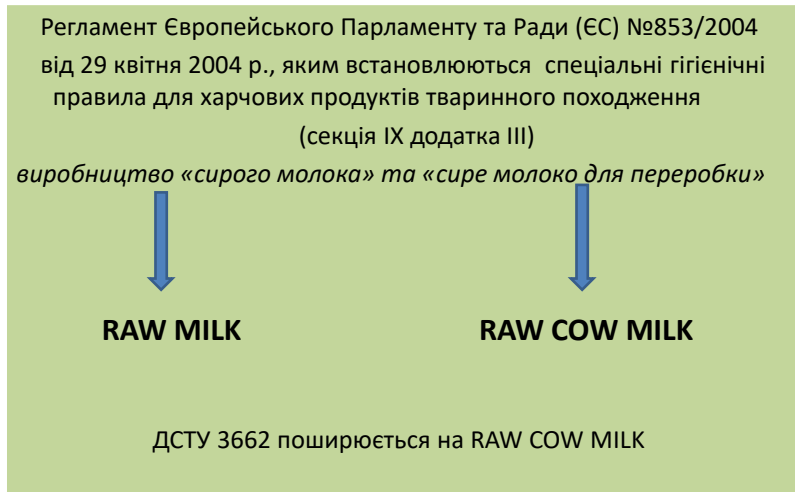 Регламент Європейського Парламенту та Ради (ЄС) №853/2004
від 29 квітня 2004 р., яким встановлюються спеціальні гігієнічні
правила для харчових продуктів тваринного походження
(секція IX додатка III)
виробництво «сирого молока» та «сире молоко для переробки»
RAW MILK RAW COW MILK
ДСТУ 3662 поширюється на RAW COW MILK